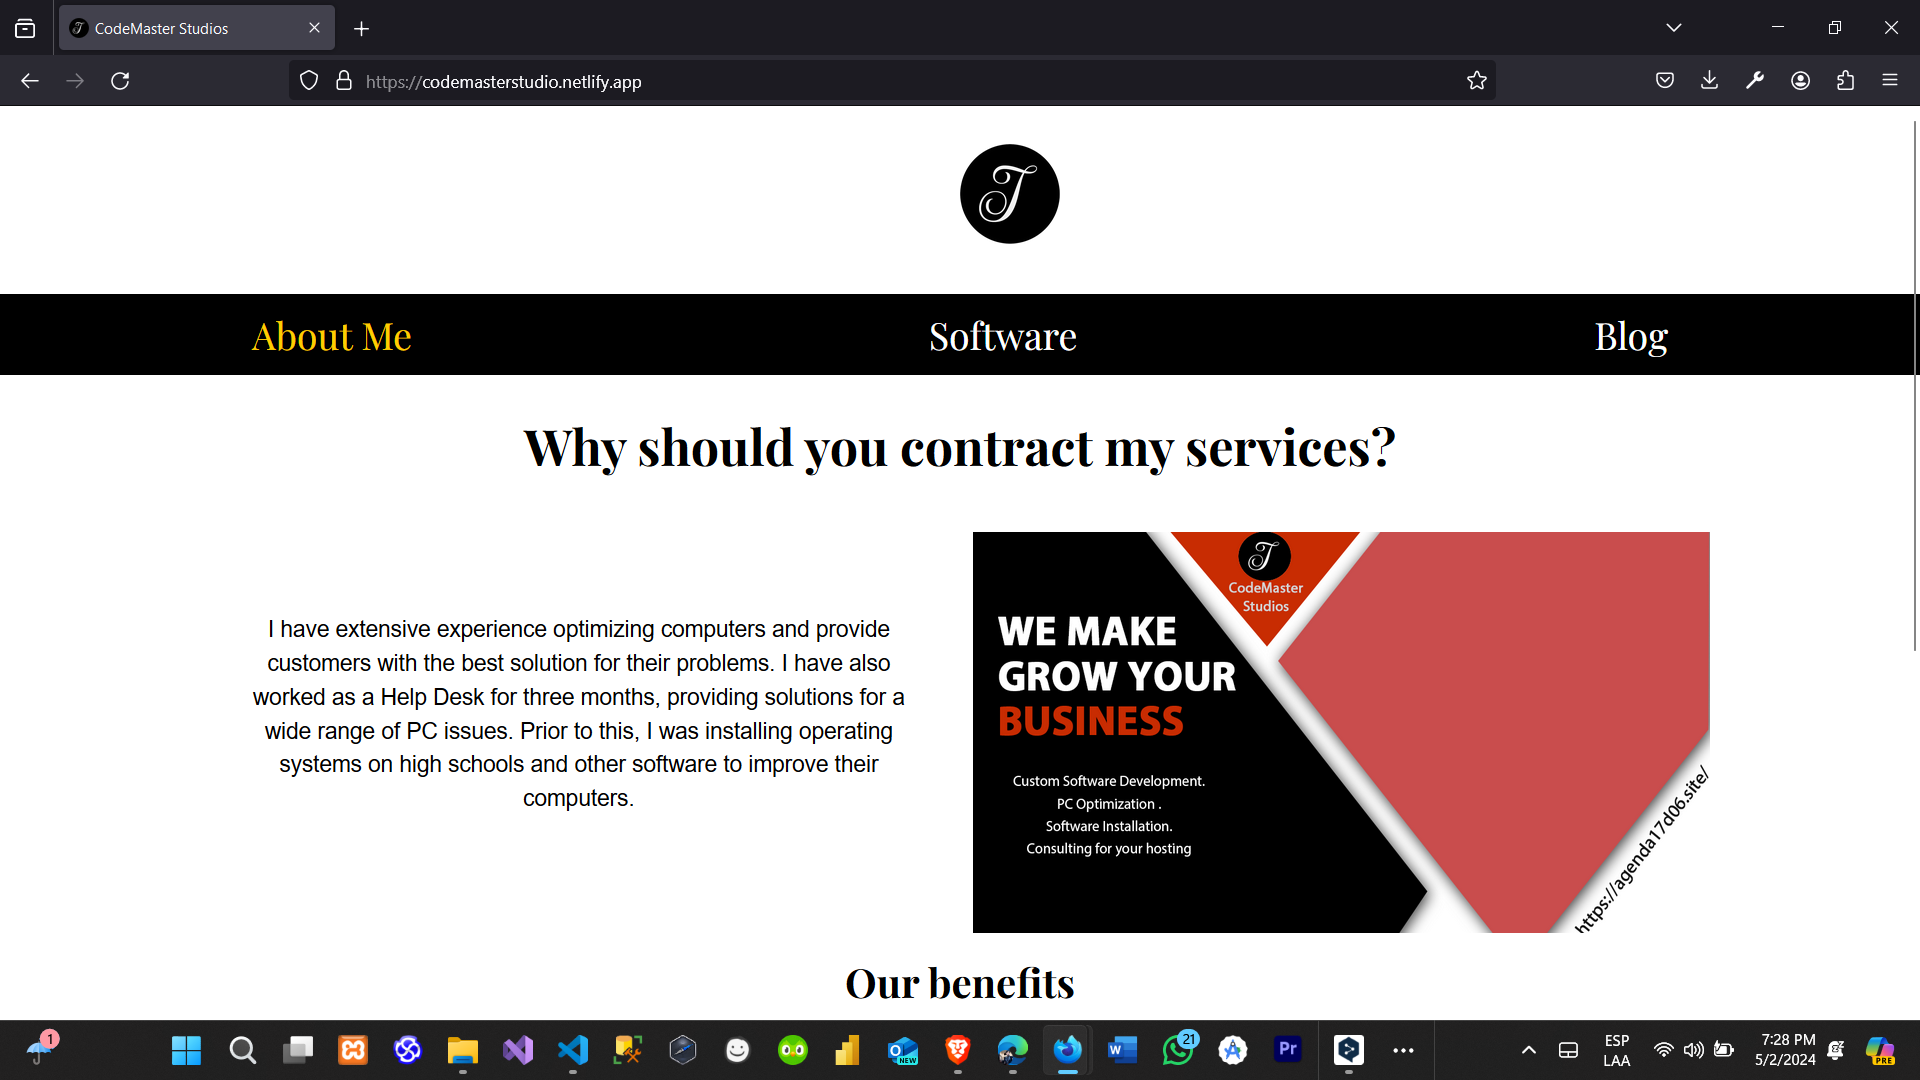 CodeMaster Studios
https://codemasterstudio.netlify.app
T
About Me
Software
Blog
Why should you contract my services?
I have extensive experience optimizing computers and provide
customers with the best solution for their problems. I have also
worked as a Help Desk for three months, providing solutions for a
wide range of PC issues. Prior to this, I was installing operating
systems on high schools and other software to improve their
computers.
T
CodeMaster
Studios
WE MAKE
GROW YOUR
BUSINESS
Custom Software Development.
PC Optimization .
Software Installation.
Consulting for your hosting
https://agenda17d06.site/
Our benefits
1
NEW
W
21
Pr
ESP
LAA
7:28 PM
5/2/2024
PRE